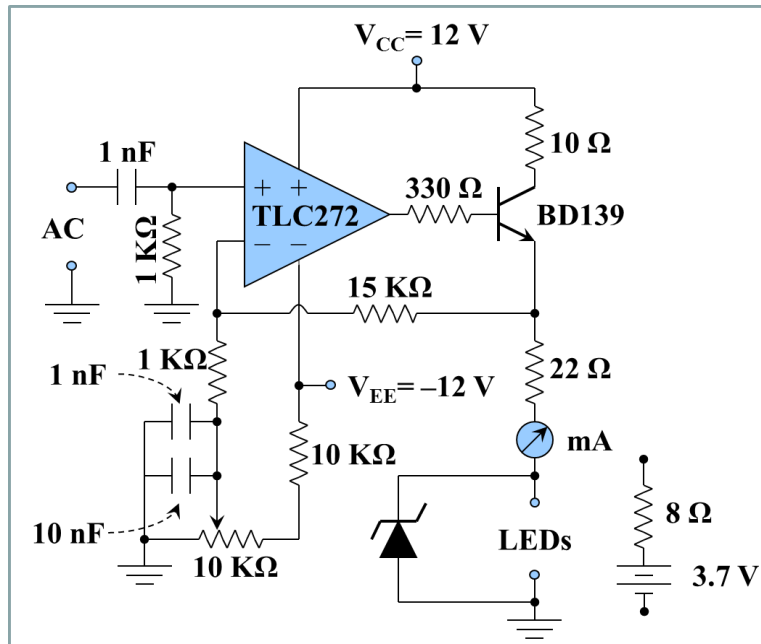 V_CC= 12 V
10 Ω
1 nF
+ +
TLC272
− −
330 Ω
BD139
AC
1 KΩ
15 KΩ
1 KΩ
1 nF
22 Ω
V_EE= –12 V
mA
10 KΩ
10 nF
10 KΩ
LEDs
8 Ω
3.7 V